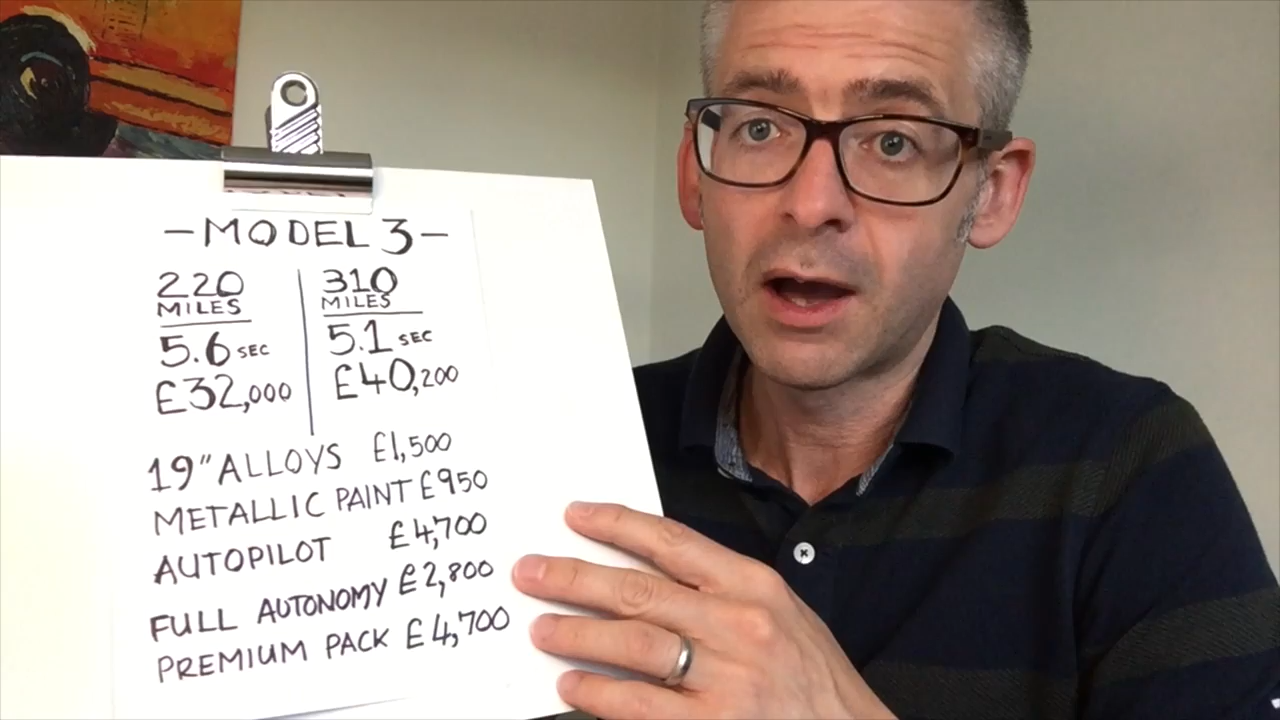 -MODEL 3-
220 MILES
5.6 SEC
£32,000
310 MILES
5.1 SEC
£40,200
19" ALLOYS £1,500
METALLIC PAINT £950
AUTOPILOT £4,700
FULL AUTONOMY £2,800
PREMIUM PACK £4,700